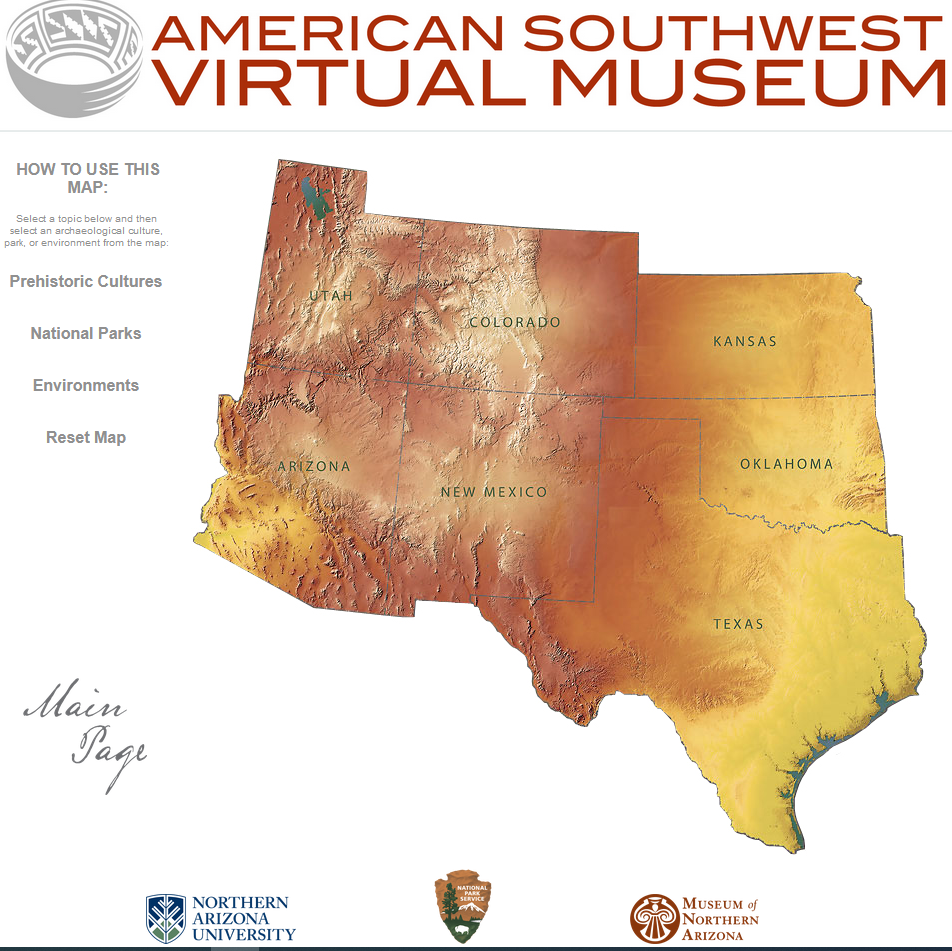 AMERICAN SOUTHWEST
VIRTUAL MUSEUM
HOW TO USE THIS
MAP:
Select a topic below and then
select an archaeological culture,
park, or environment from the map:
Prehistoric Cultures
National Parks
Environments
Reset Map
UTAH
COLORADO
KANSAS
ARIZONA
NEW MEXICO
OKLAHOMA
TEXAS
Main
Page
NORTHERN
ARIZONA
UNIVERSITY
NATIONAL
PARK
SERVICE
MUSEUM of
NORTHERN
ARIZONA